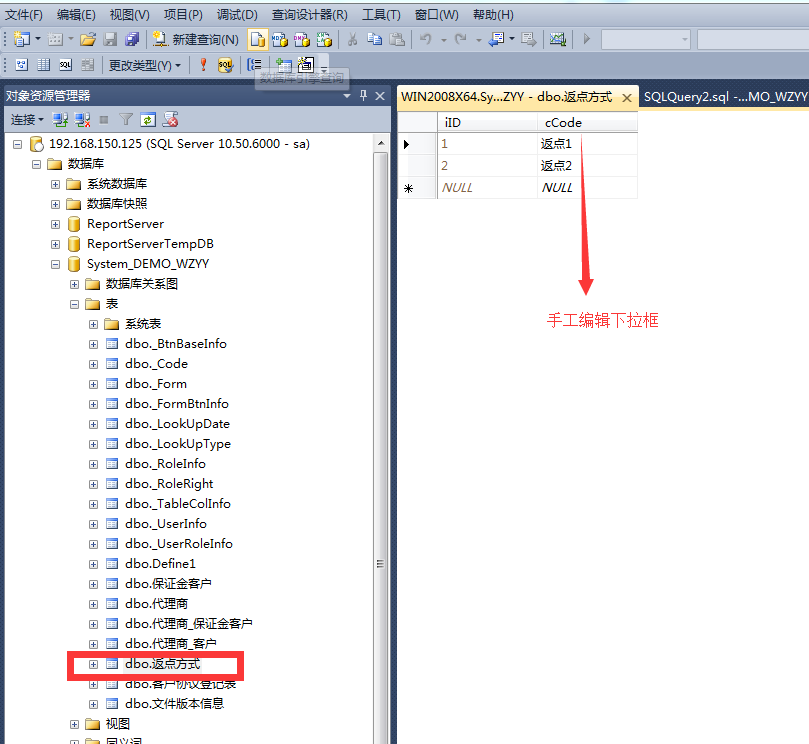 文件(F) 编辑(E) 视图(V) 项目(P) 调试(D) 查询设计器(R) 工具(T) 窗口(W) 帮助(H)
新建查询(N)
更改类型(Y)
数据库引擎查询
对象资源管理器
连接
192.168.150.125 (SQL Server 10.50.6000 - sa)
数据库
系统数据库
数据库快照
ReportServer
ReportServerTempDB
System_DEMO_WZYY
数据库关系图
表
系统表
dbo._BtnBaseInfo
dbo._Code
dbo._Form
dbo._FormBtnInfo
dbo._LookUpDate
dbo._LookUpType
dbo._RoleInfo
dbo._RoleRight
dbo._TableColInfo
dbo._UserInfo
dbo._UserRoleInfo
dbo.Define1
dbo.保证金客户
dbo.代理商
dbo.代理商_保证金客户
dbo.代理商_客户
dbo.返点方式
dbo.客户协议登记表
dbo.文件版本信息
视图
同义词
WIN2008X64.Sy...ZYY - dbo.返点方式 SQLQuery2.sql -...MO_WZYY
iID cCode
1 返点1
2 返点2
NULL NULL
手工编辑下拉框